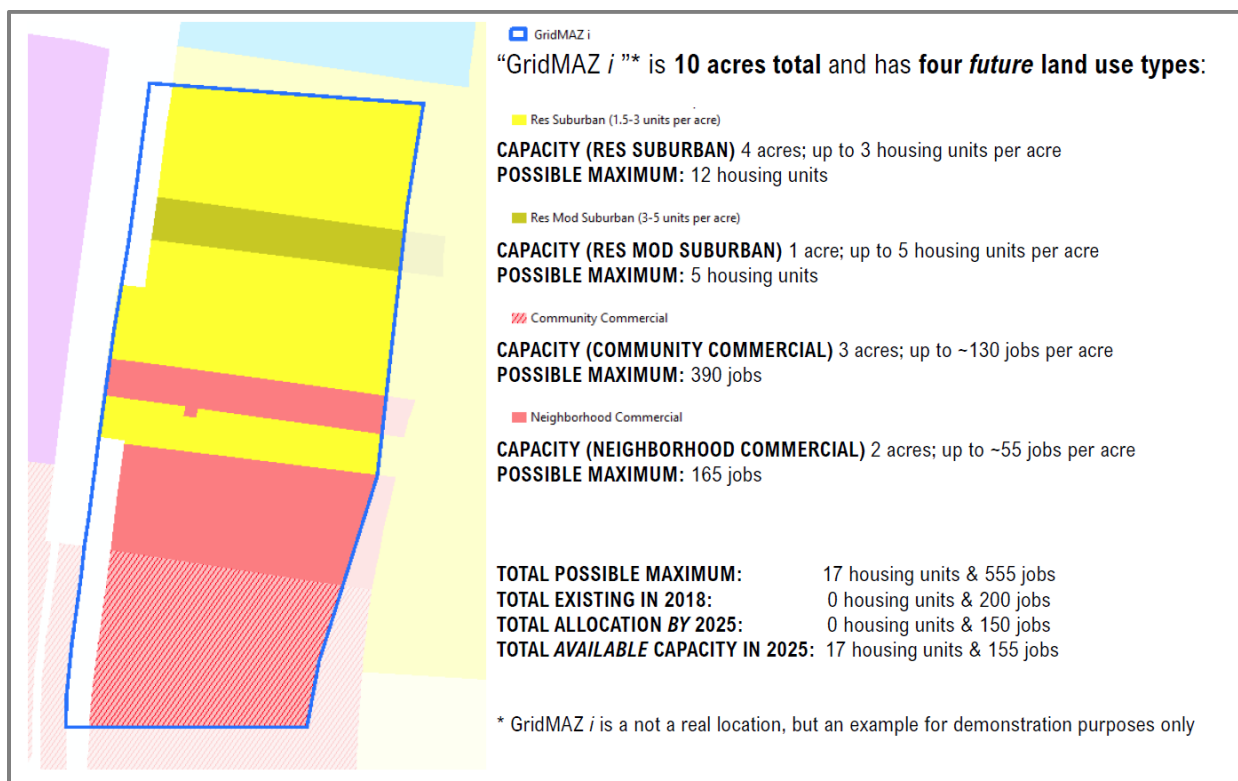 GridMAZ i
“GridMAZ i ”* is 10 acres total and has four future land use types:
Res Suburban (1.5-3 units per acre)
CAPACITY (RES SUBURBAN) 4 acres; up to 3 housing units per acre
POSSIBLE MAXIMUM: 12 housing units
Res Mod Suburban (3-5 units per acre)
CAPACITY (RES MOD SUBURBAN) 1 acre; up to 5 housing units per acre
POSSIBLE MAXIMUM: 5 housing units
Community Commercial
CAPACITY (COMMUNITY COMMERCIAL) 3 acres; up to ~130 jobs per acre
POSSIBLE MAXIMUM: 390 jobs
Neighborhood Commercial
CAPACITY (NEIGHBORHOOD COMMERCIAL) 2 acres; up to ~55 jobs per acre
POSSIBLE MAXIMUM: 165 jobs
TOTAL POSSIBLE MAXIMUM: 17 housing units & 555 jobs
TOTAL EXISTING IN 2018: 0 housing units & 200 jobs
TOTAL ALLOCATION BY 2025: 0 housing units & 150 jobs
TOTAL AVAILABLE CAPACITY IN 2025: 17 housing units & 155 jobs
* GridMAZ i is a not a real location, but an example for demonstration purposes only